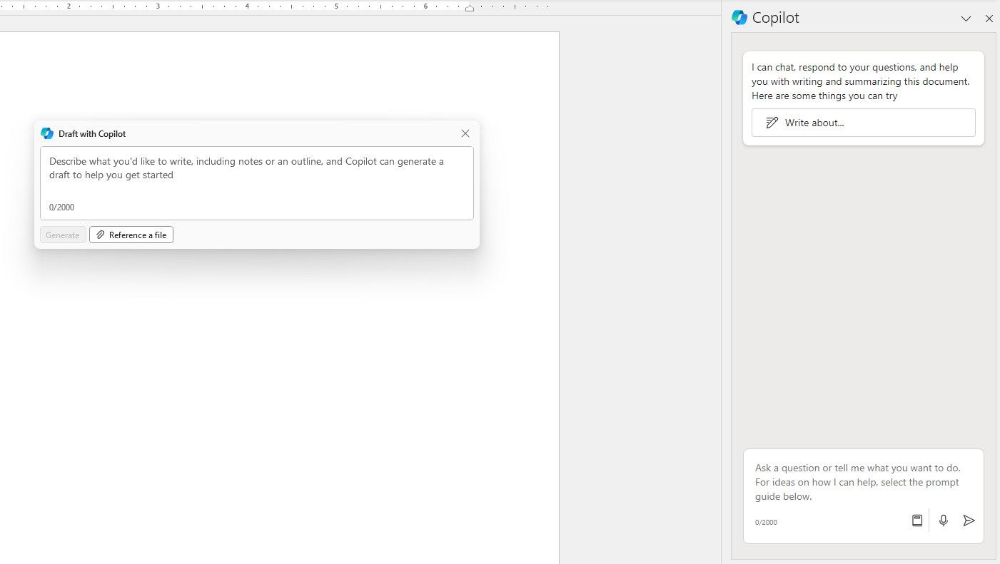 2 3 4 5 6
Draft with Copilot
Describe what you'd like to write, including notes or an outline, and Copilot can generate a
draft to help you get started
0/2000
Generate
Reference a file
Copilot
I can chat, respond to your questions, and help
you with writing and summarizing this document.
Here are some things you can try
Write about...
Ask a question or tell me what you want to do.
For ideas on how I can help, select the prompt
guide below.
0/2000